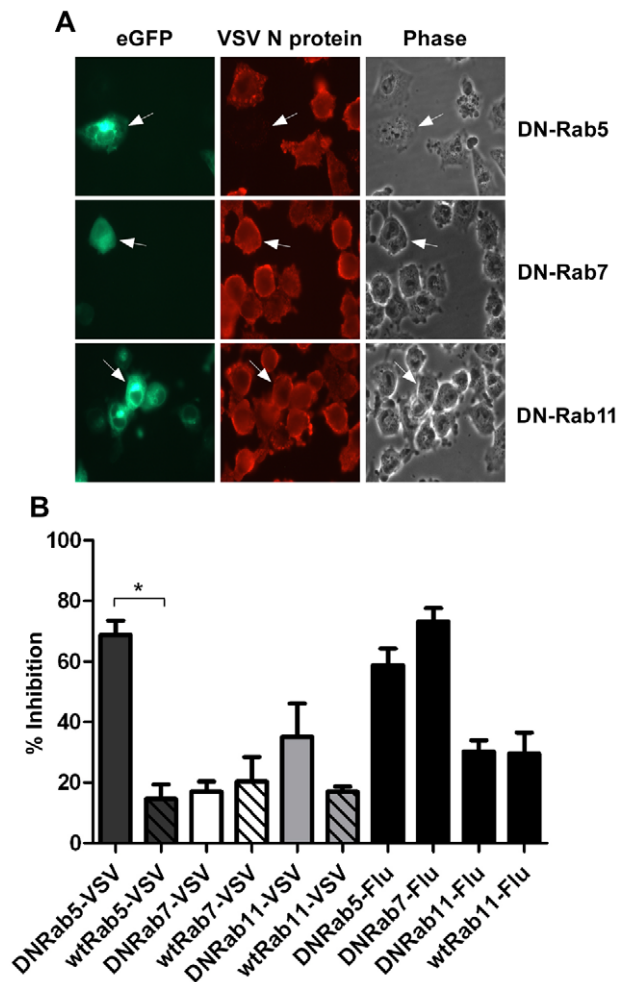 A
eGFP VSV N protein Phase
DN-Rab5
DN-Rab7
DN-Rab11
B
% Inhibition
100
80
60
40
20
0
*
DNRab5-VSV
wtRab5-VSV
DNRab7-VSV
wtRab7-VSV
DNRab11-VSV
wtRab11-VSV
DNRab5-Flu
DNRab7-Flu
DNRab11-Flu
wtRab11-Flu